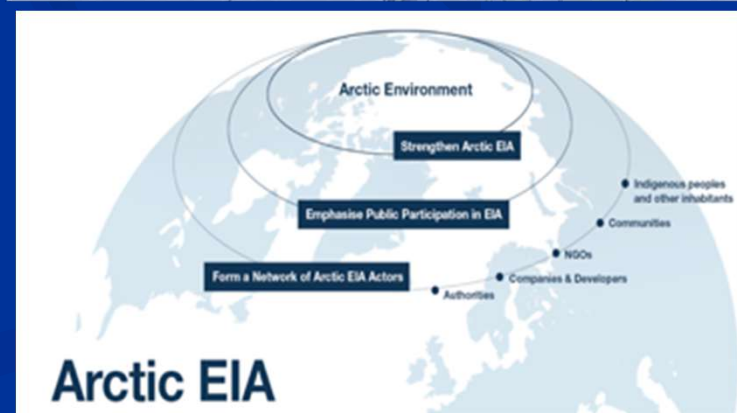 Arctic Environment
Strengthen Arctic EIA
Emphasise Public Participation in EIA
Form a Network of Arctic EIA Actors
Indigenous peoples
and other inhabitants
Communities
NGOs
Companies & Developers
Authorities
Arctic EIA